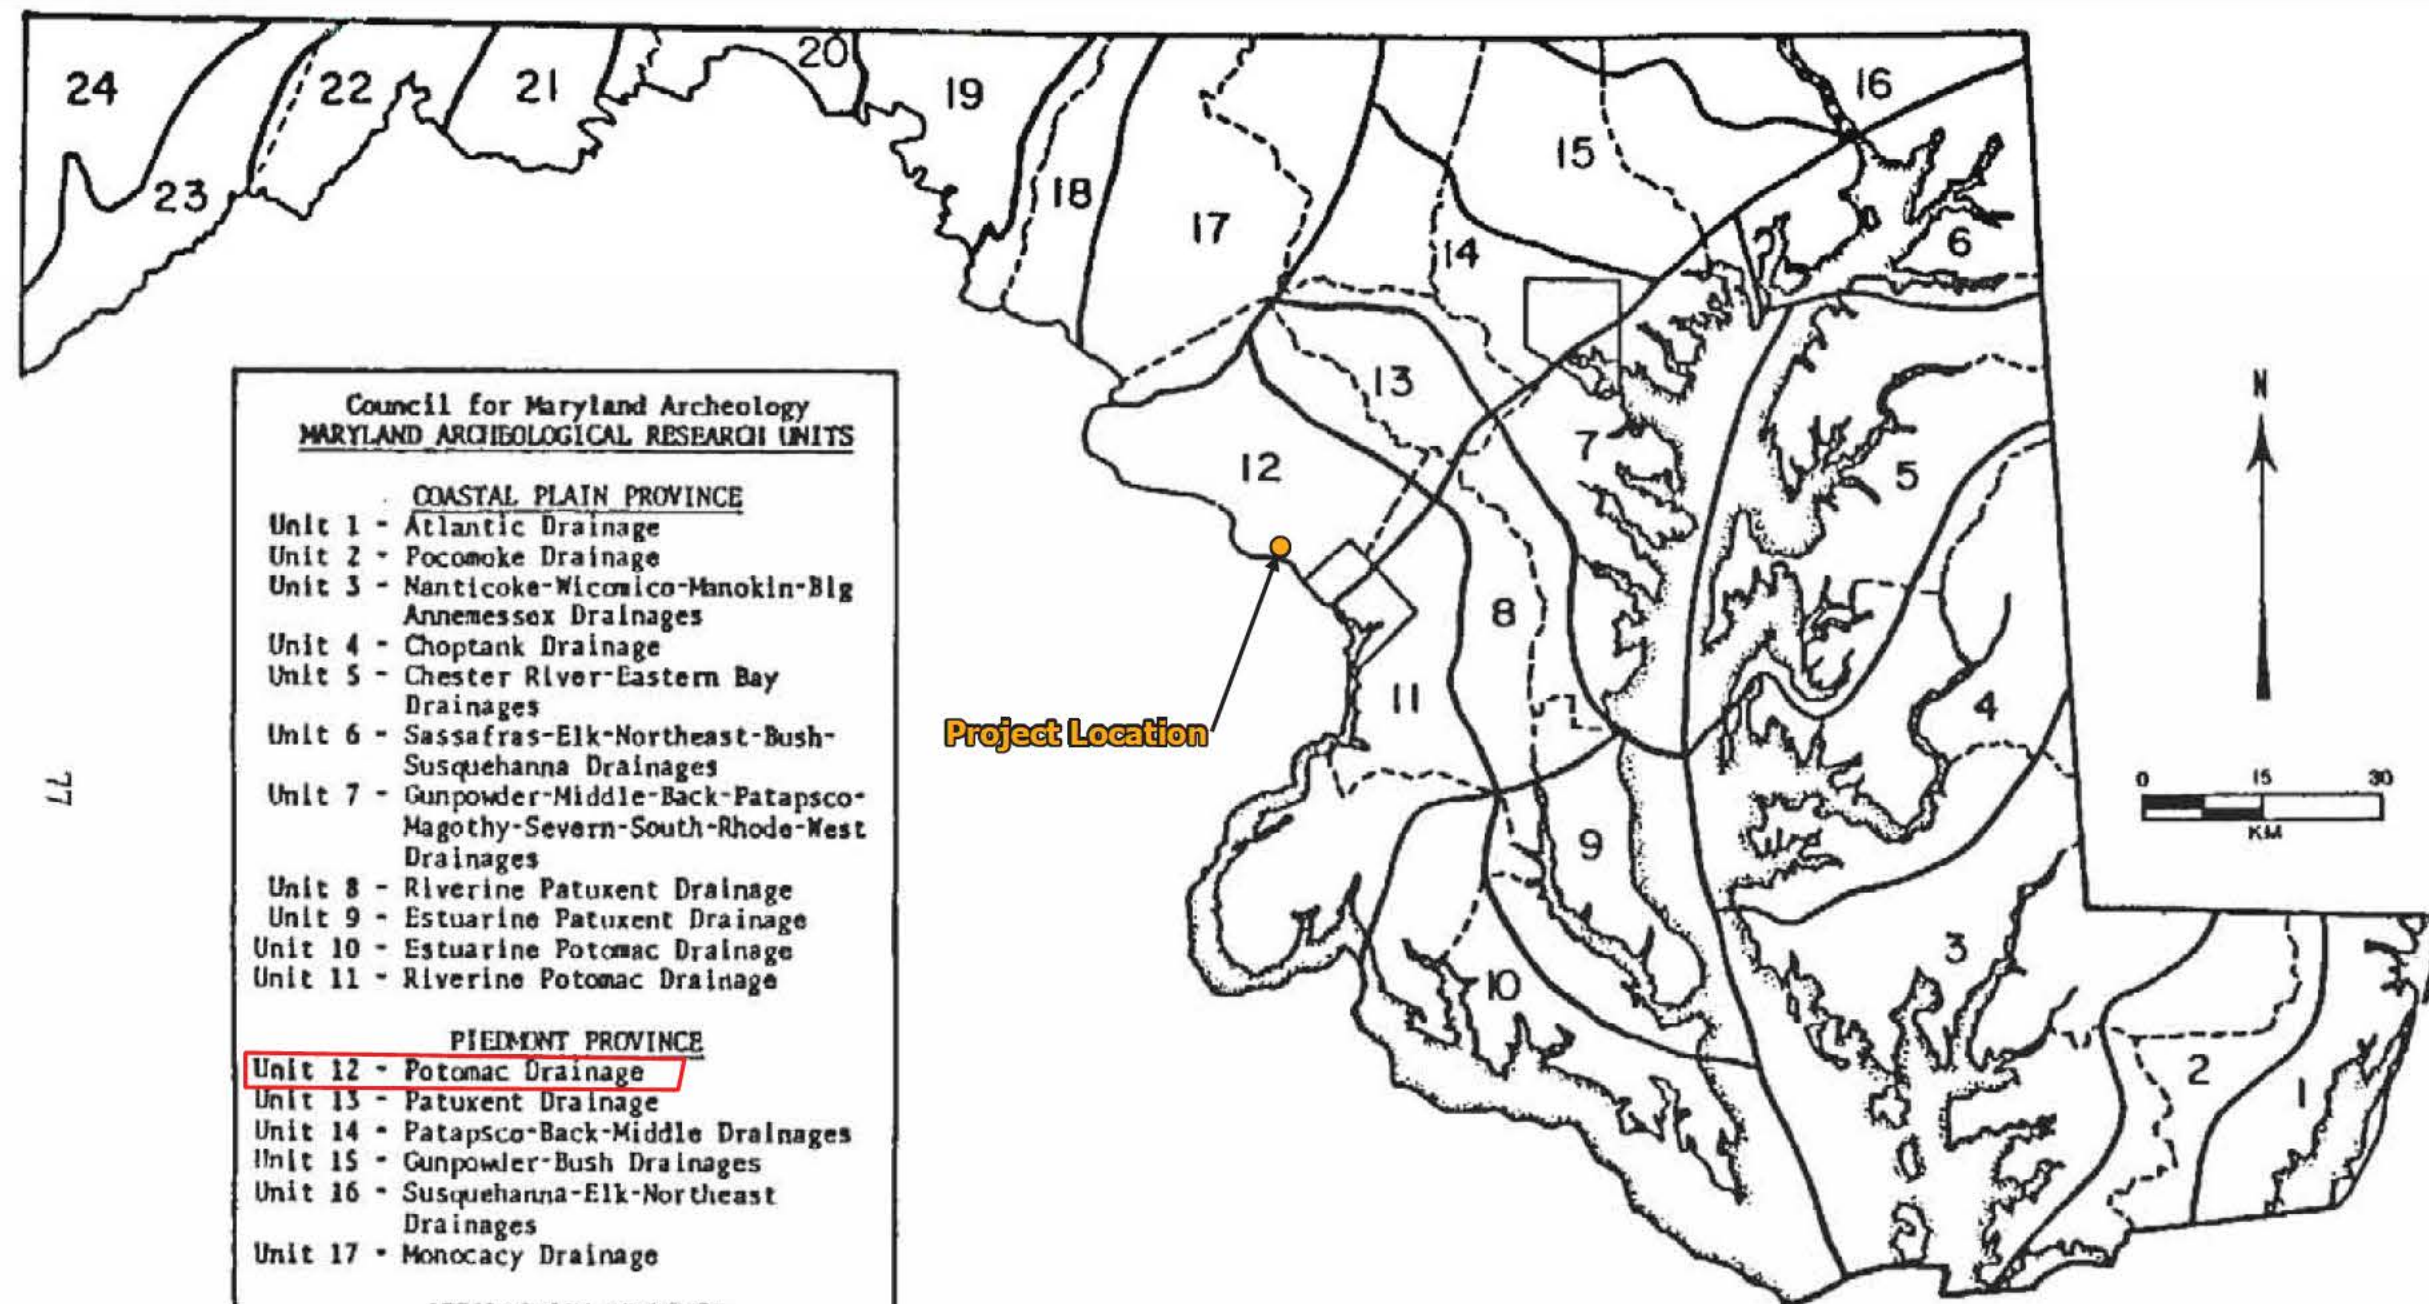 24
23
22
21
20
19
18
17
16
15
14
13
12
11
10
9
8
7
6
5
4
3
2
1
77
Council for Maryland Archeology
MARYLAND ARCHEOLOGICAL RESEARCH UNITS
COASTAL PLAIN PROVINCE
Unit 1 - Atlantic Drainage
Unit 2 - Pocomoke Drainage
Unit 3 - Nanticoke-Wicomico-Manokin-Big
Annemessex Drainages
Unit 4 - Choptank Drainage
Unit 5 - Chester River-Eastern Bay
Drainages
Unit 6 - Sassafras-Elk-Northeast-Bush-
Susquehanna Drainages
Unit 7 - Gunpowder-Middle-Back-Patapsco-
Magothy-Severn-South-Rhode-West
Drainages
Unit 8 - Riverine Patuxent Drainage
Unit 9 - Estuarine Patuxent Drainage
Unit 10 - Estuarine Potomac Drainage
Unit 11 - Riverine Potomac Drainage
PIEDMONT PROVINCE
Unit 12 - Potomac Drainage
Unit 13 - Patuxent Drainage
Unit 14 - Patapsco-Back-Middle Drainages
Unit 15 - Gunpowder-Bush Drainages
Unit 16 - Susquehanna-Elk-Northeast
Drainages
Unit 17 - Monocacy Drainage
Project Location
N
0 15 30
KM